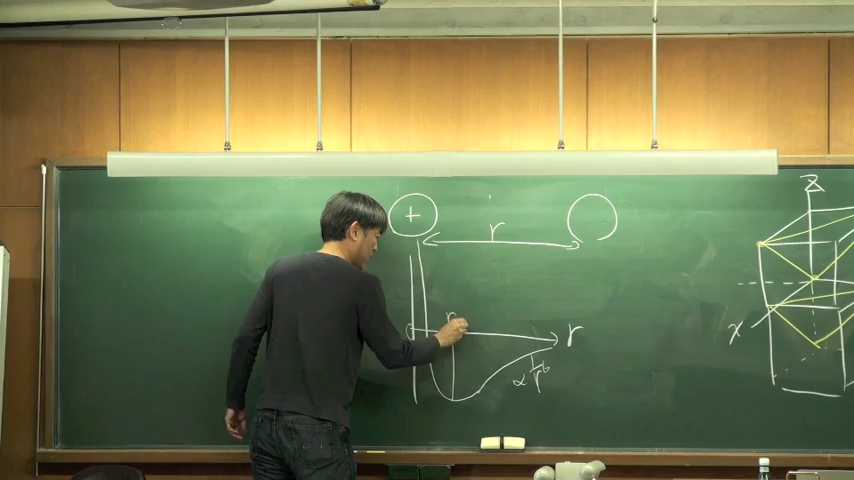 +
r
r
r
∝ 1/r⁶
z
x